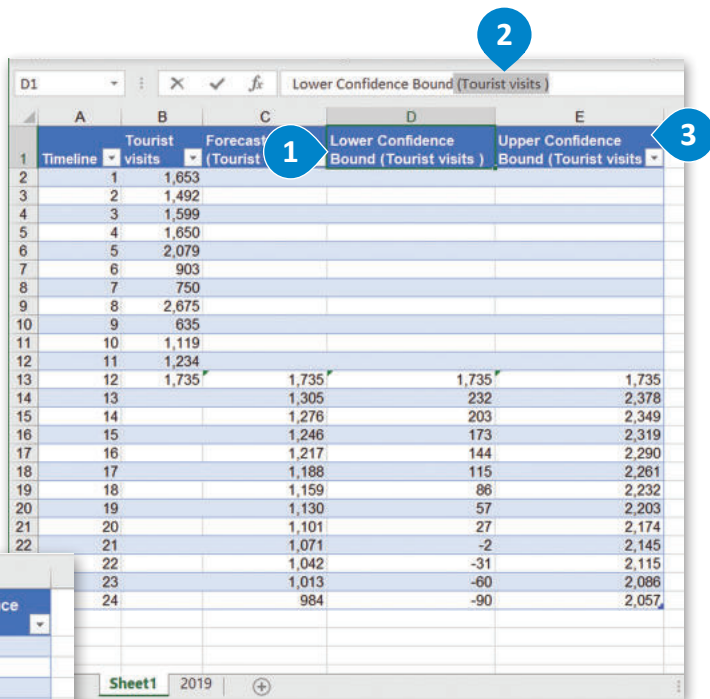 2
D1 fx Lower Confidence Bound (Tourist visits )
A B C D E
Tourist Forecast Lower Confidence Upper Confidence
1 Timeline visits (Tourist 1 Bound (Tourist visits ) Bound (Tourist visits 3
2 1 1,653
3 2 1,492
4 3 1,599
5 4 1,650
6 5 2,079
7 6 903
8 7 750
9 8 2,675
10 9 635
11 10 1,119
12 11 1,234
13 12 1,735 1,735 1,735 1,735
14 13 1,305 232 2,378
15 14 1,276 203 2,349
16 15 1,246 173 2,319
17 16 1,217 144 2,290
18 17 1,188 115 2,261
19 18 1,159 86 2,232
20 19 1,130 57 2,203
21 20 1,101 27 2,174
22 21 1,071 -2 2,145
22 1,042 -31 2,115
23 1,013 -60 2,086
24 984 -90 2,057
Sheet1 2019